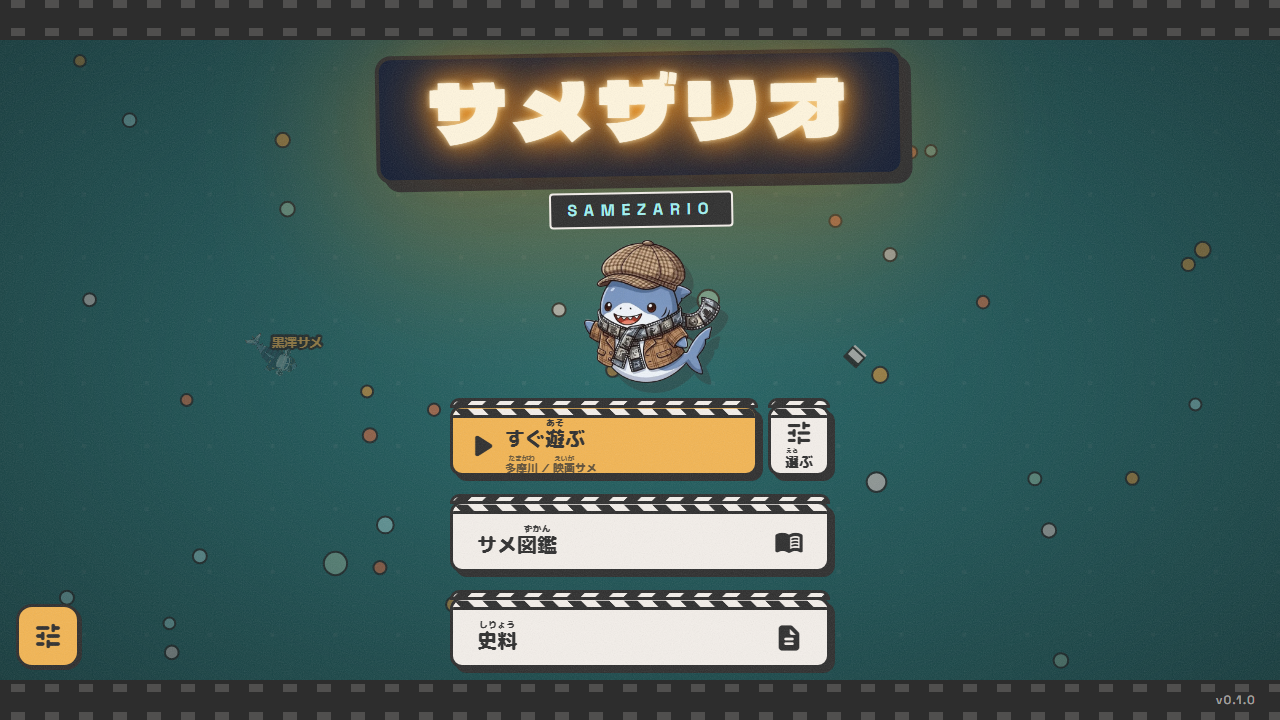 サメザリオ
SAMEZARIO
黒澤サメ
あそ
すぐ遊ぶ
たまがわ えいが
多摩川 / 映画サメ
えら
選ぶ
ずかん
サメ図鑑
しりょう
史料
v0.1.0